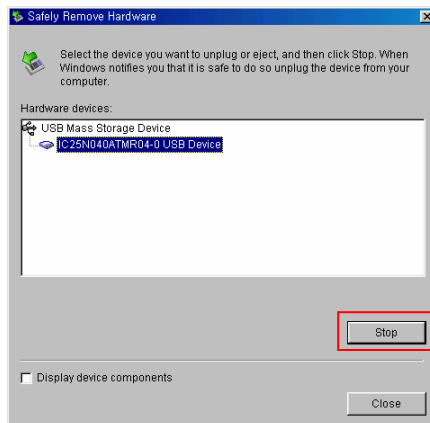 Safely Remove Hardware
Select the device you want to unplug or eject, and then click Stop. When
Windows notifies you that it is safe to do so unplug the device from your
computer.
Hardware devices:
USB Mass Storage Device
IC25N040ATMR04-0 USB Device
Stop
Display device components
Close